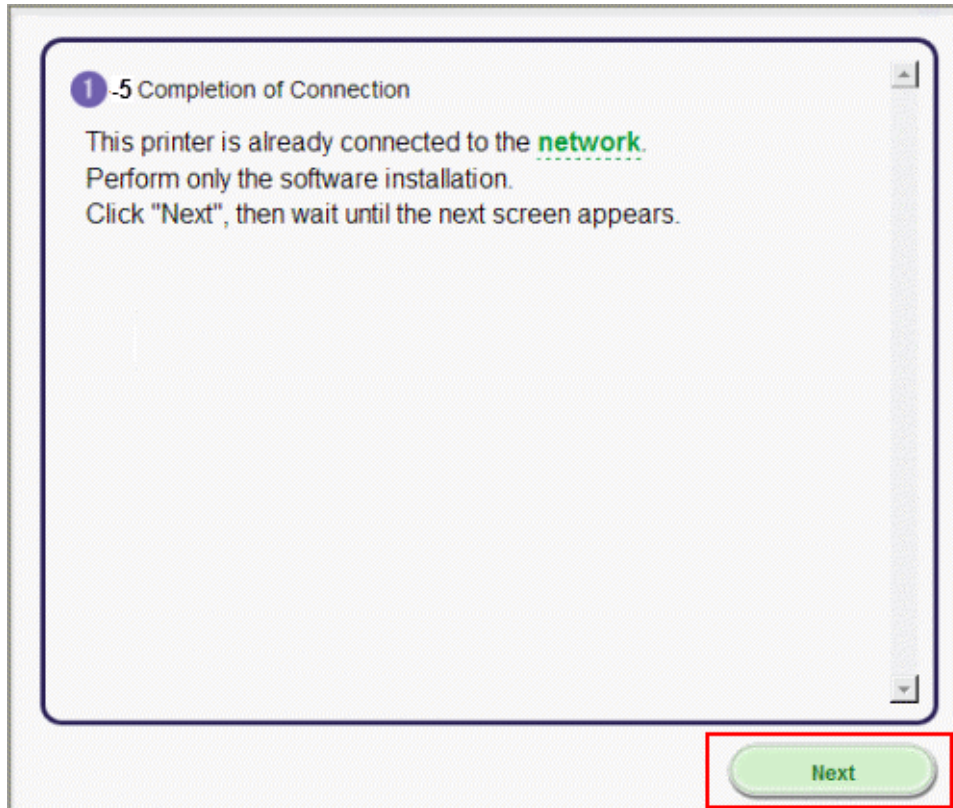 1 -5 Completion of Connection
This printer is already connected to the network.
Perform only the software installation.
Click "Next", then wait until the next screen appears.
Next